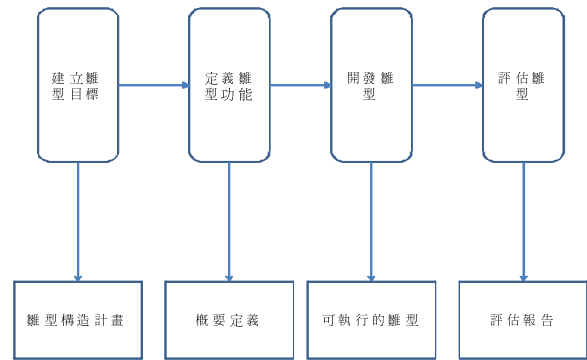 建立雛
型目標
定義雛
型功能
開發雛
型
評估雛
型
雛型構造計畫
概要定義
可執行的雛型
評估報告